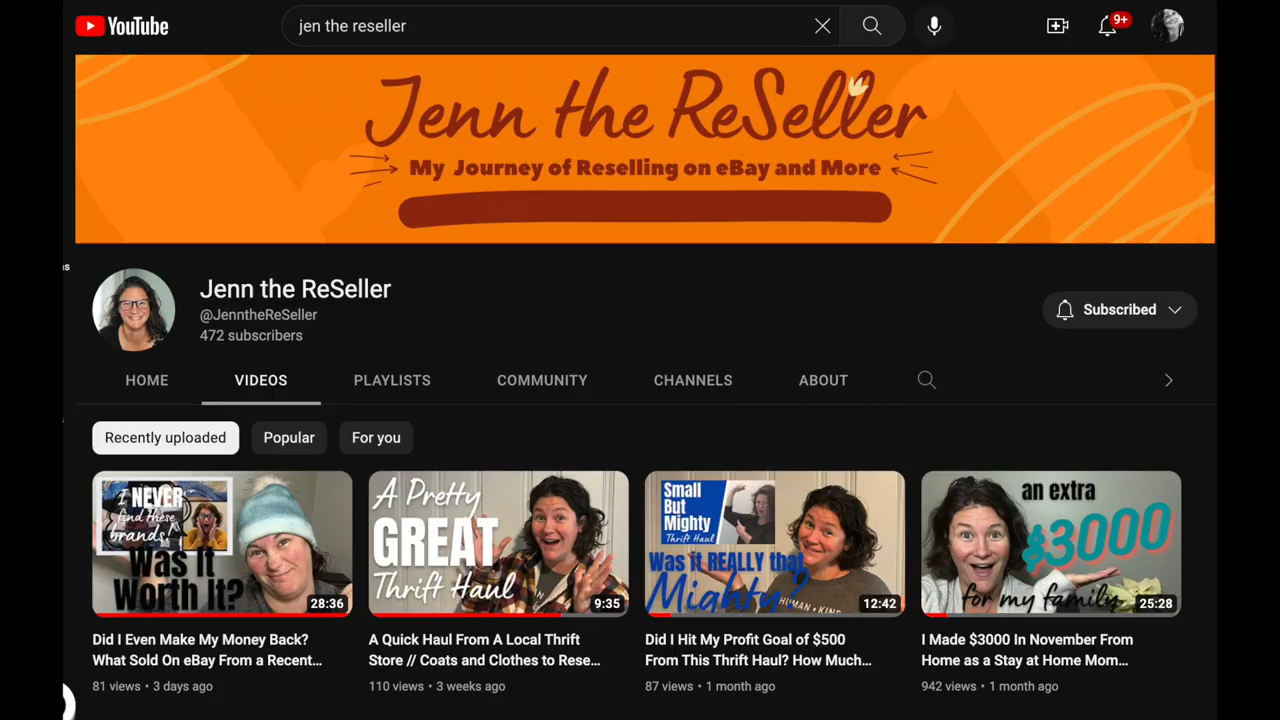 YouTube
jen the reseller
9+
Jenn the ReSeller
My Journey of Reselling on eBay and More
Jenn the ReSeller
@JenntheReSeller
472 subscribers
Subscribed
HOME VIDEOS PLAYLISTS COMMUNITY CHANNELS ABOUT
Recently uploaded Popular For you
I NEVER
find these
brands!
Was It
Worth It?
28:36
A Pretty
GREAT
Thrift Haul
9:35
Small
But
Mighty
Thrift Haul
Was it REALLY that
Mighty?
HUMAN • KIND
12:42
an extra
$3000
for my family
25:28
Did I Even Make My Money Back?
What Sold On eBay From a Recent...
81 views • 3 days ago
A Quick Haul From A Local Thrift
Store // Coats and Clothes to Rese...
110 views • 3 weeks ago
Did I Hit My Profit Goal of $500
From This Thrift Haul? How Much...
87 views • 1 month ago
I Made $3000 In November From
Home as a Stay at Home Mom...
942 views • 1 month ago